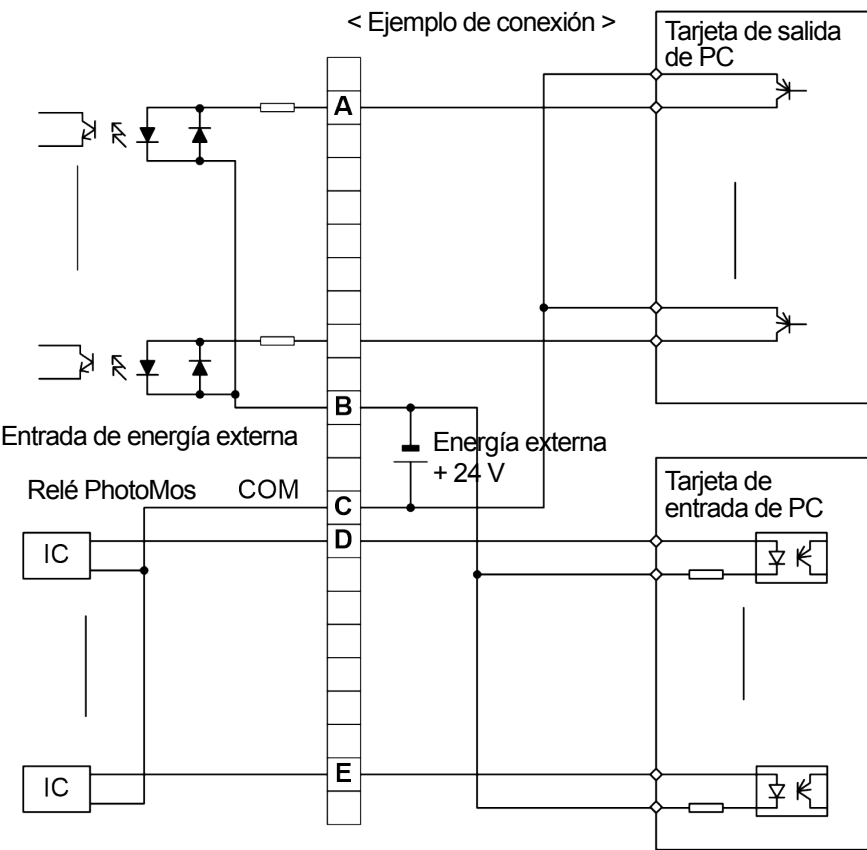 < Ejemplo de conexión >
Tarjeta de salida
de PC
A
B
Entrada de energía externa
Energía externa
+ 24 V
Relé PhotoMos
COM
C
Tarjeta de
entrada de PC
D
IC
E
IC